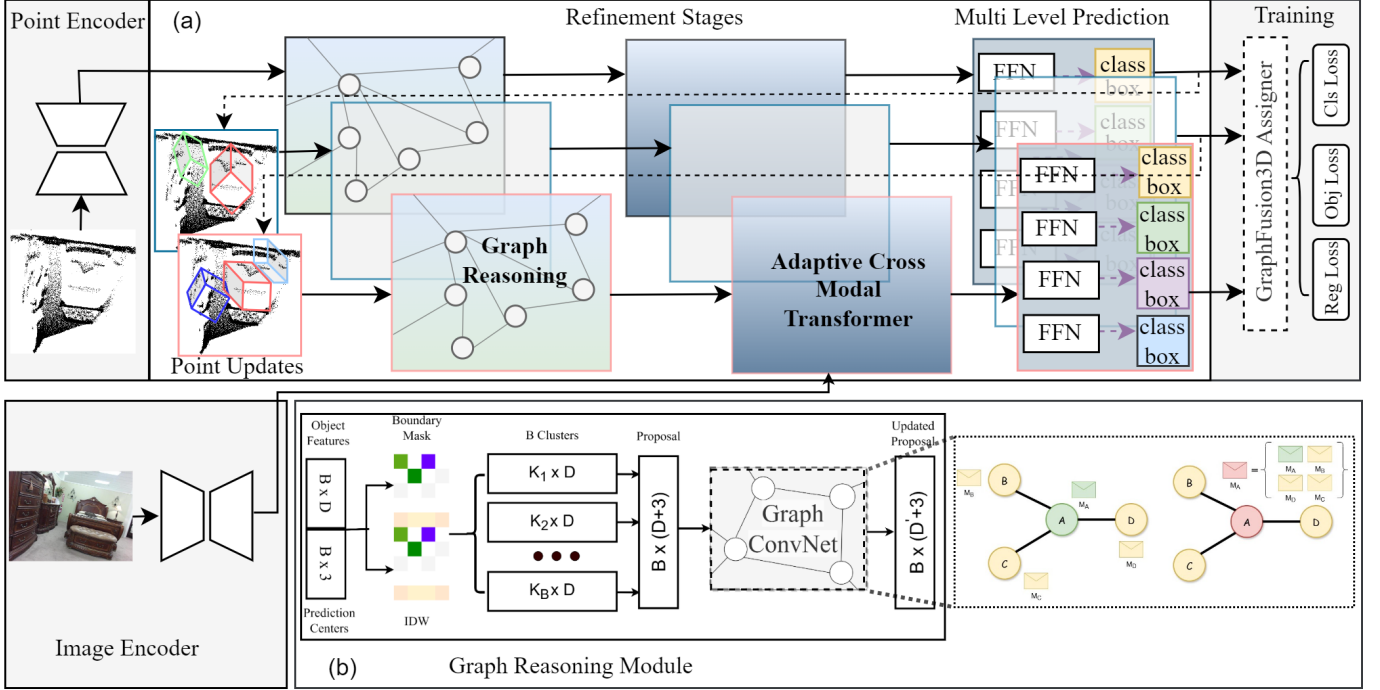 Point Encoder
(a)
Refinement Stages
Multi Level Prediction
Training
FFN
class
box
FFN
FFN
FFN
FFN
class
box
FFN
class
box
FFN
class
box
FFN
class
box
GraphFusion3D Assigner
Cls Loss
Obj Loss
Reg Loss
Graph
Reasoning
Adaptive Cross
Modal
Transformer
Point Updates
Image Encoder
Object
Features
B x D
B x 3
Prediction
Centers
Boundary
Mask
IDW
B Clusters
K1 x D
K2 x D
KB x D
Proposal
B x (D+3)
Graph
ConvNet
Updated
Proposal
B x (D'+3)
B
MB
MA
A
D
MD
C
MC
B
MA
=
MA
MB
MD
MC
A
D
C
(b)
Graph Reasoning Module